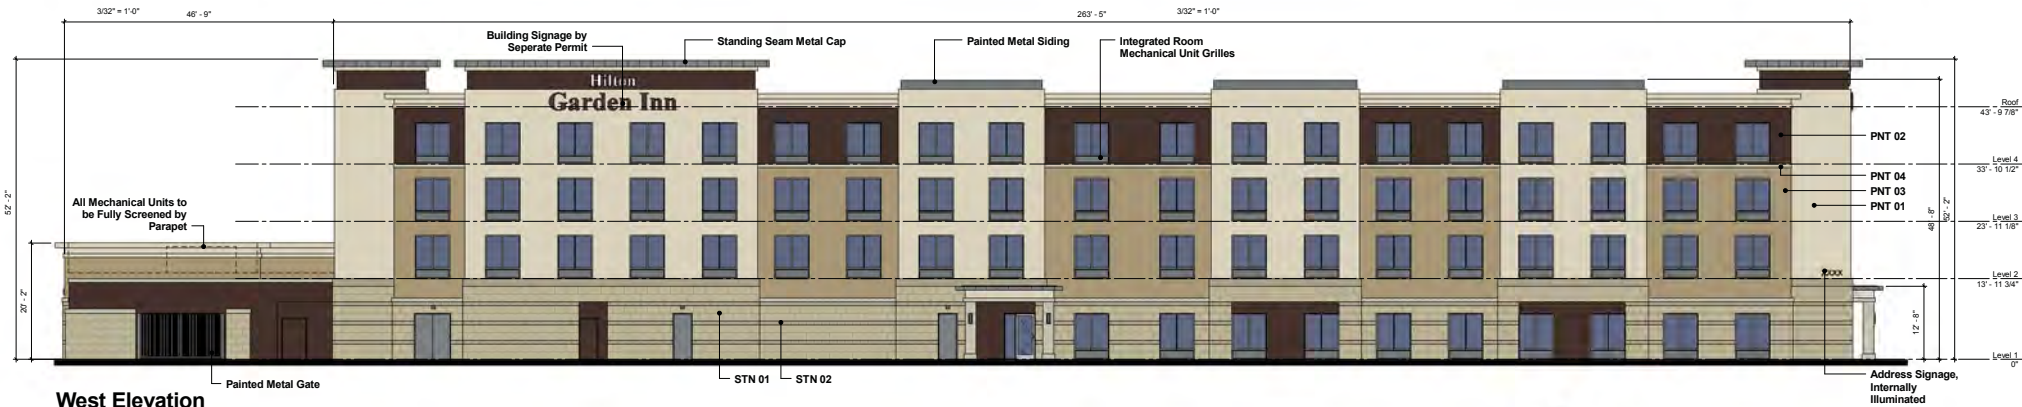 3/32" = 1'-0"
46' - 9"
263' - 5"
3/32" = 1'-0"
Building Signage by
Seperate Permit
Standing Seam Metal Cap
Painted Metal Siding
Integrated Room
Mechanical Unit Grilles
Hilton
Garden Inn
Roof
43' - 9 7/8"
PNT 02
Level 4
33' - 10 1/2"
PNT 04
PNT 03
PNT 01
52' - 2"
48' - 8"
52' - 2"
All Mechanical Units to
be Fully Screened by
Parapet
Level 3
23' - 11 1/8"
XXXX
Level 2
13' - 11 3/4"
20' - 2"
12' - 8"
Level 1
0"
Painted Metal Gate
STN 01
STN 02
Address Signage,
Internally
Illuminated
West Elevation